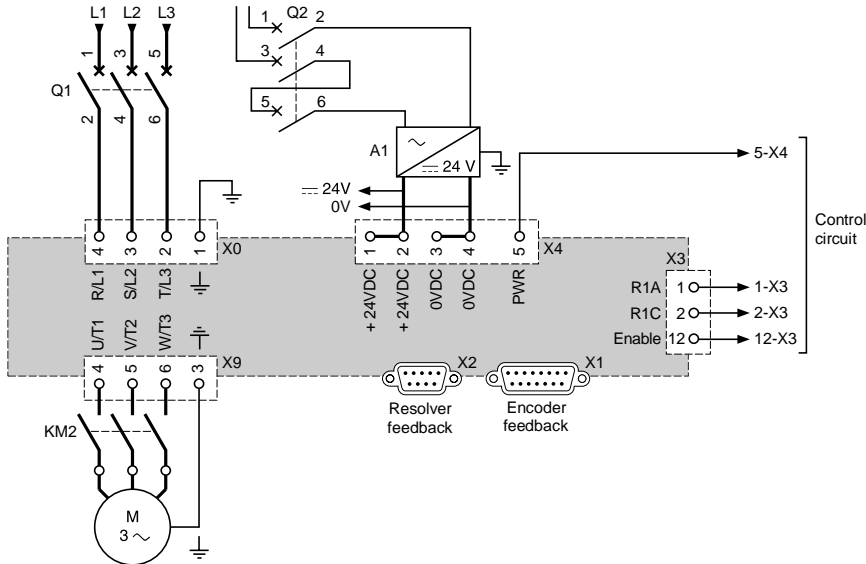 L1 L2 L3
1 3 5
Q1
2 4 6
Q2
1 2
3 4
5 6
A1
24 V
24V
0V
5-X4
Control
circuit
4 3 2 1 X0
R/L1 S/L2 T/L3
1 2 3 4 5 X4
+24VDC +24VDC 0VDC 0VDC PWR
X3
R1A 1 1-X3
R1C 2 2-X3
Enable 12 12-X3
U/T1 V/T2 W/T3
4 5 6 3 X9
X2
X1
Resolver
feedback
Encoder
feedback
KM2
M
3